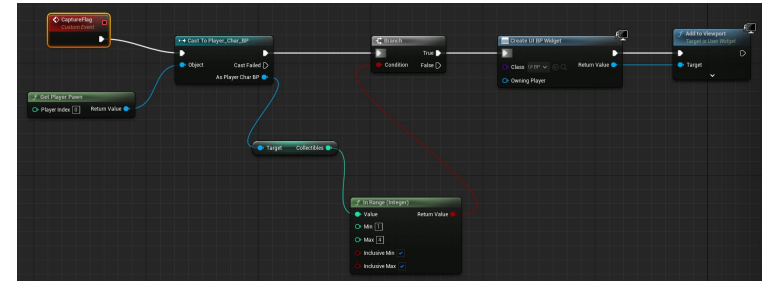 CaptureFlag
Custom Event
Cast To Player_Char_BP
Object
Cast Failed
As Player Char BP
Get Player Pawn
Player Index 0
Return Value
Target
Collectibles
In Range (Integer)
Value
Return Value
Min 1
Max 4
Inclusive Min
Inclusive Max
Branch
True
Condition
False
Create UI BP Widget
Class UI BP
Return Value
Owning Player
Add to Viewport
Target is User Widget
Target